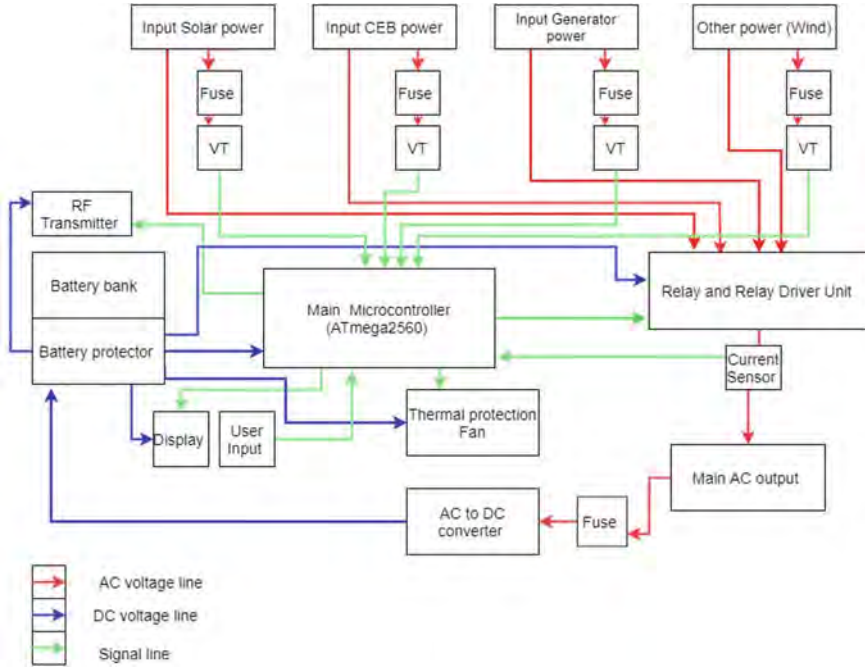 Input Solar power
Input CEB power
Input Generator
power
Other power (Wind)
Fuse
Fuse
Fuse
Fuse
VT
VT
VT
VT
RF
Transmitter
Battery bank
Battery protector
Main Microcontroller
(ATmega2560)
Relay and Relay Driver Unit
Current
Sensor
Display
User
Input
Thermal protection
Fan
Main AC output
AC to DC
converter
Fuse
AC voltage line
DC voltage line
Signal line